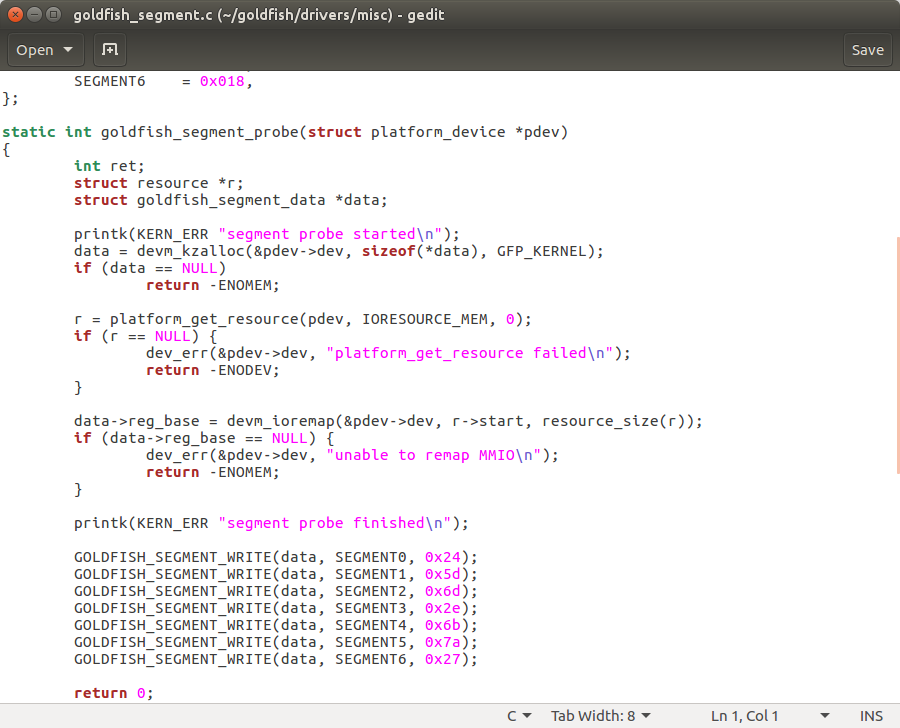 goldfish_segment.c (~/goldfish/drivers/misc) - gedit
Open Save
SEGMENT6    = 0x018,
};
static int goldfish_segment_probe(struct platform_device *pdev)
{
int ret;
struct resource *r;
struct goldfish_segment_data *data;
printk(KERN_ERR "segment probe started\n");
data = devm_kzalloc(&pdev->dev, sizeof(*data), GFP_KERNEL);
if (data == NULL)
return -ENOMEM;
r = platform_get_resource(pdev, IORESOURCE_MEM, 0);
if (r == NULL) {
dev_err(&pdev->dev, "platform_get_resource failed\n");
return -ENODEV;
}
data->reg_base = devm_ioremap(&pdev->dev, r->start, resource_size(r));
if (data->reg_base == NULL) {
dev_err(&pdev->dev, "unable to remap MMIO\n");
return -ENOMEM;
}
printk(KERN_ERR "segment probe finished\n");
GOLDFISH_SEGMENT_WRITE(data, SEGMENT0, 0x24);
GOLDFISH_SEGMENT_WRITE(data, SEGMENT1, 0x5d);
GOLDFISH_SEGMENT_WRITE(data, SEGMENT2, 0x6d);
GOLDFISH_SEGMENT_WRITE(data, SEGMENT3, 0x2e);
GOLDFISH_SEGMENT_WRITE(data, SEGMENT4, 0x6b);
GOLDFISH_SEGMENT_WRITE(data, SEGMENT5, 0x7a);
GOLDFISH_SEGMENT_WRITE(data, SEGMENT6, 0x27);
return 0;
C Tab Width: 8 Ln 1, Col 1 INS